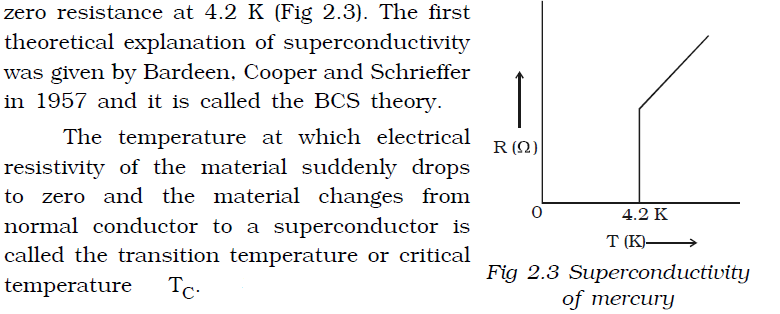 zero resistance at 4.2 K (Fig 2.3). The first
theoretical explanation of superconductivity
was given by Bardeen, Cooper and Schrieffer
in 1957 and it is called the BCS theory.
The temperature at which electrical
resistivity of the material suddenly drops
to zero and the material changes from
normal conductor to a superconductor is
called the transition temperature or critical
temperature T_C.
R (Ω)
0
4.2 K
T (K)
Fig 2.3 Superconductivity
of mercury